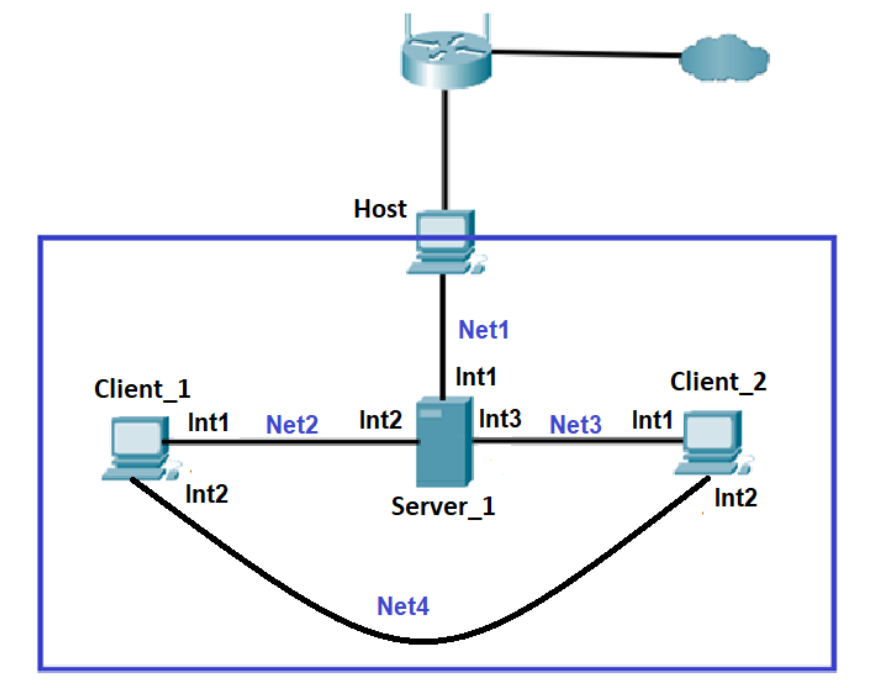 Host
Net1
Int1
Client_1
Client_2
Int1
Net2
Int2
Int3
Net3
Int1
Int2
Server_1
Int2
Net4